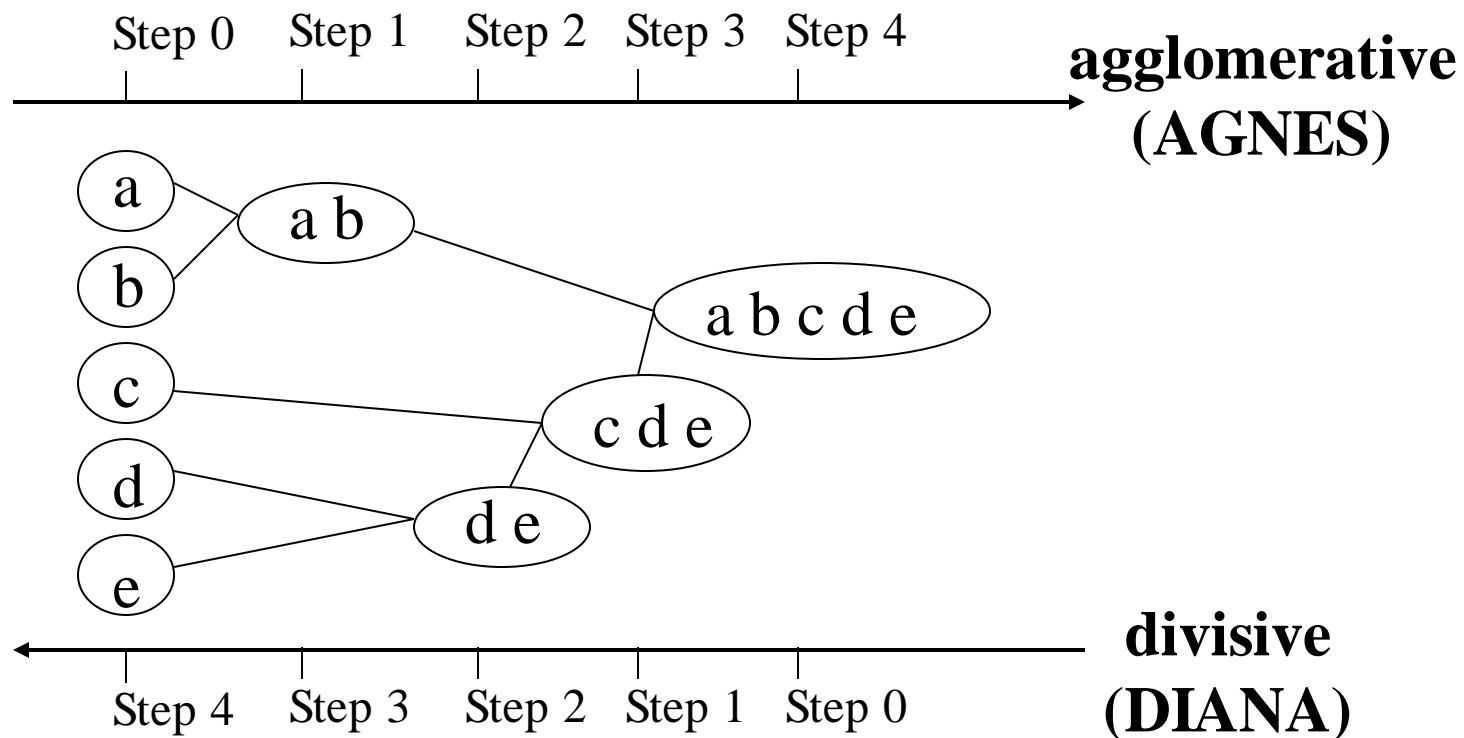 Step 0 Step 1 Step 2 Step 3 Step 4
agglomerative
(AGNES)
a
a b
b
a b c d e
c
c d e
d
d e
e
divisive
(DIANA)
Step 4 Step 3 Step 2 Step 1 Step 0